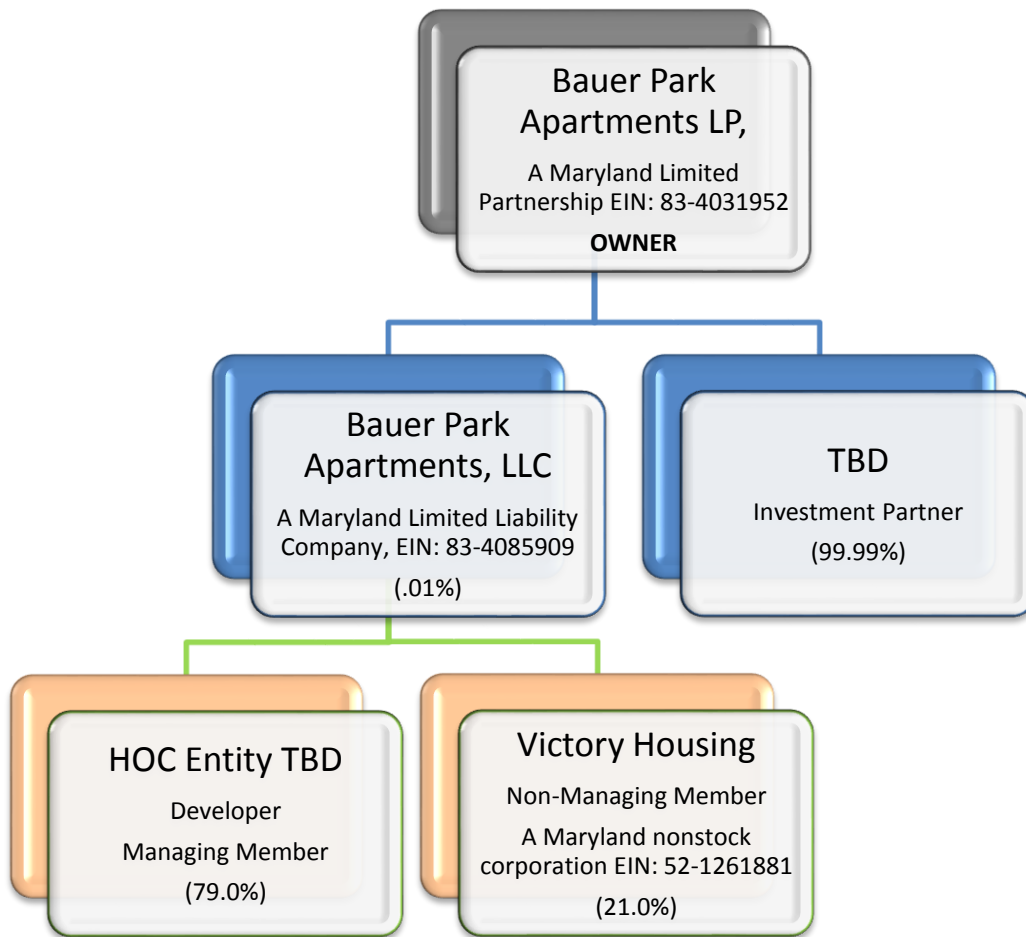 Bauer Park
Apartments LP,
A Maryland Limited
Partnership EIN: 83-4031952
OWNER
Bauer Park
Apartments, LLC
A Maryland Limited Liability
Company, EIN: 83-4085909
(.01%)
TBD
Investment Partner
(99.99%)
HOC Entity TBD
Developer
Managing Member
(79.0%)
Victory Housing
Non-Managing Member
A Maryland nonstock
corporation EIN: 52-1261881
(21.0%)